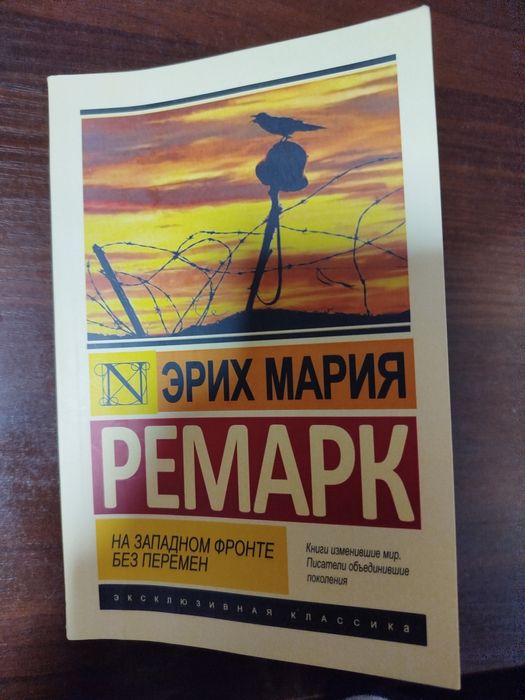 N
ЭРИХ МАРИЯ
РЕМАРК
НА ЗАПАДНОМ ФРОНТЕ
БЕЗ ПЕРЕМЕН
Книги изменившие мир.
Писатели объединившие
поколения
ЭКСКЛЮЗИВНАЯ КЛАССИКА